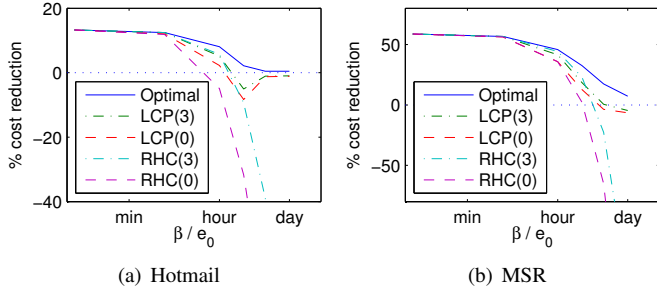 20
% cost reduction
0
-20
-40
Optimal
LCP(3)
LCP(0)
RHC(3)
RHC(0)
min
hour
day
β / e0
(a) Hotmail
% cost reduction
50
0
-50
Optimal
LCP(3)
LCP(0)
RHC(3)
RHC(0)
min
hour
day
β / e0
(b) MSR